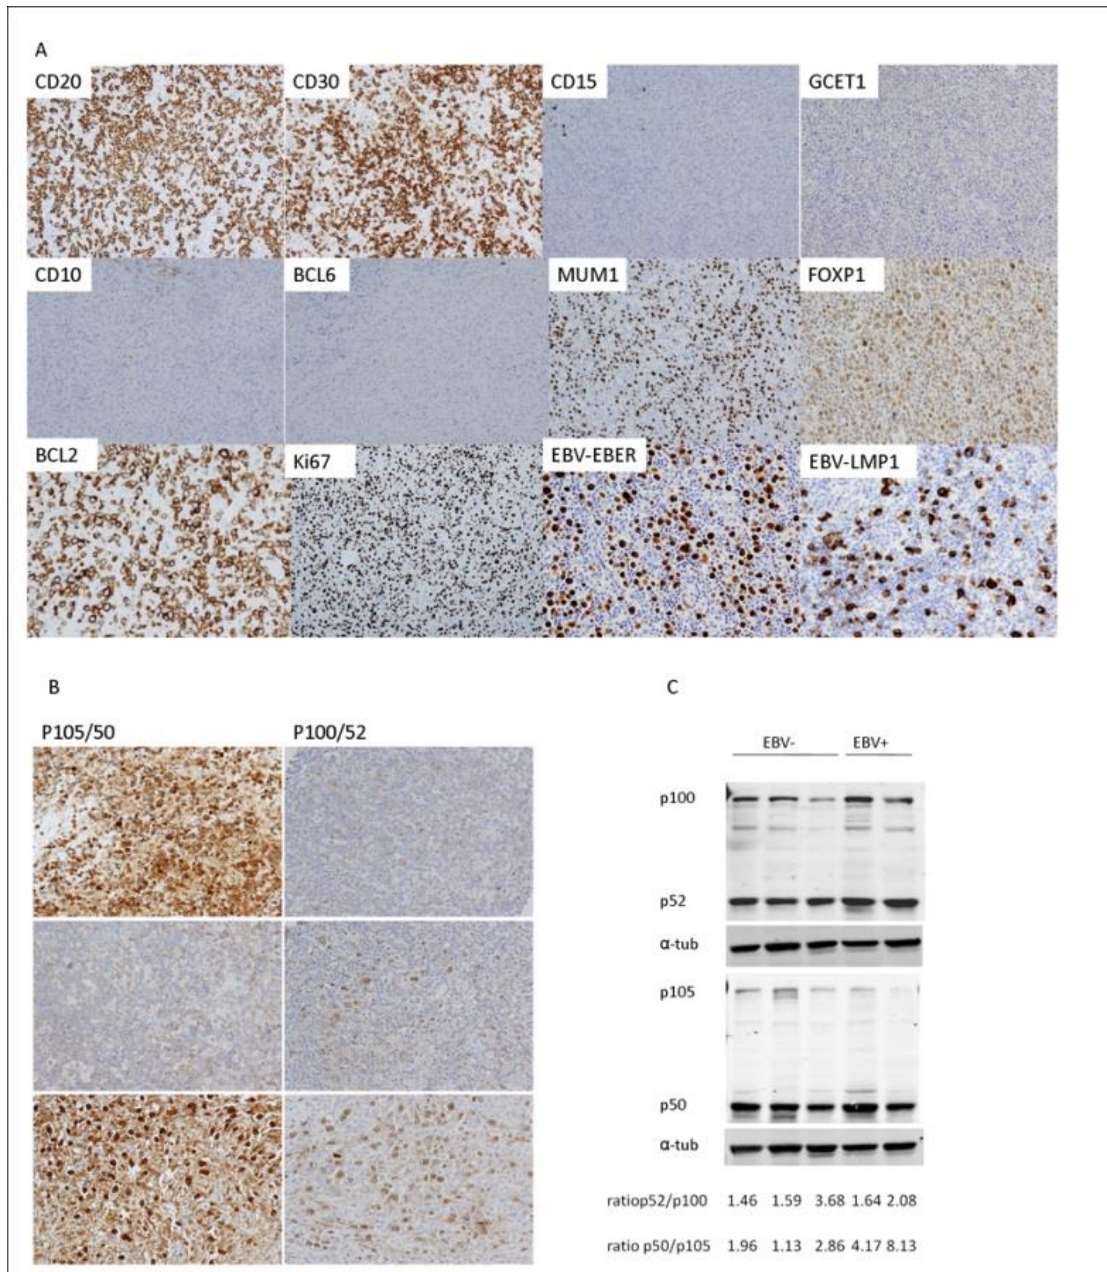 A
CD20 CD30 CD15 GCET1
CD10 BCL6 MUM1 FOXP1
BCL2 Ki67 EBV-EBER EBV-LMP1
B
P105/50 P100/52
C
EBV- EBV+
p100
p52
α-tub
p105
p50
α-tub
ratiop52/p100 1.46 1.59 3.68 1.64 2.08
ratio p50/p105 1.96 1.13 2.86 4.17 8.13